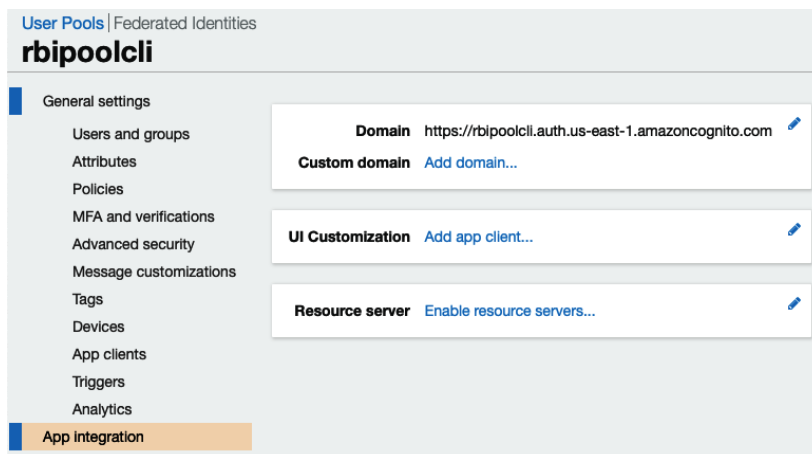 User Pools | Federated Identities
rbipoolcli
General settings
Users and groups
Attributes
Policies
MFA and verifications
Advanced security
Message customizations
Tags
Devices
App clients
Triggers
Analytics
App integration
Domain https://rbipoolcli.auth.us-east-1.amazoncognito.com
Custom domain Add domain...
UI Customization Add app client...
Resource server Enable resource servers...